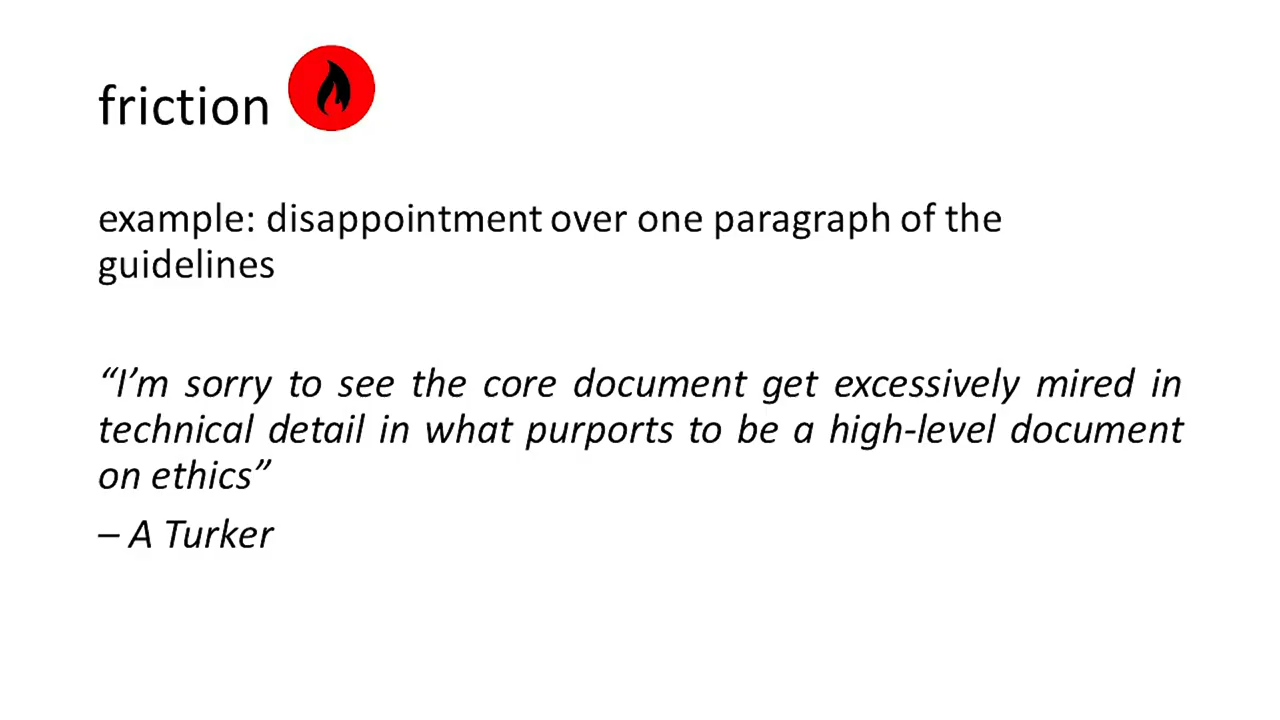 friction
example: disappointment over one paragraph of the
guidelines
“I’m sorry to see the core document get excessively mired in
technical detail in what purports to be a high-level document
on ethics”
– A Turker